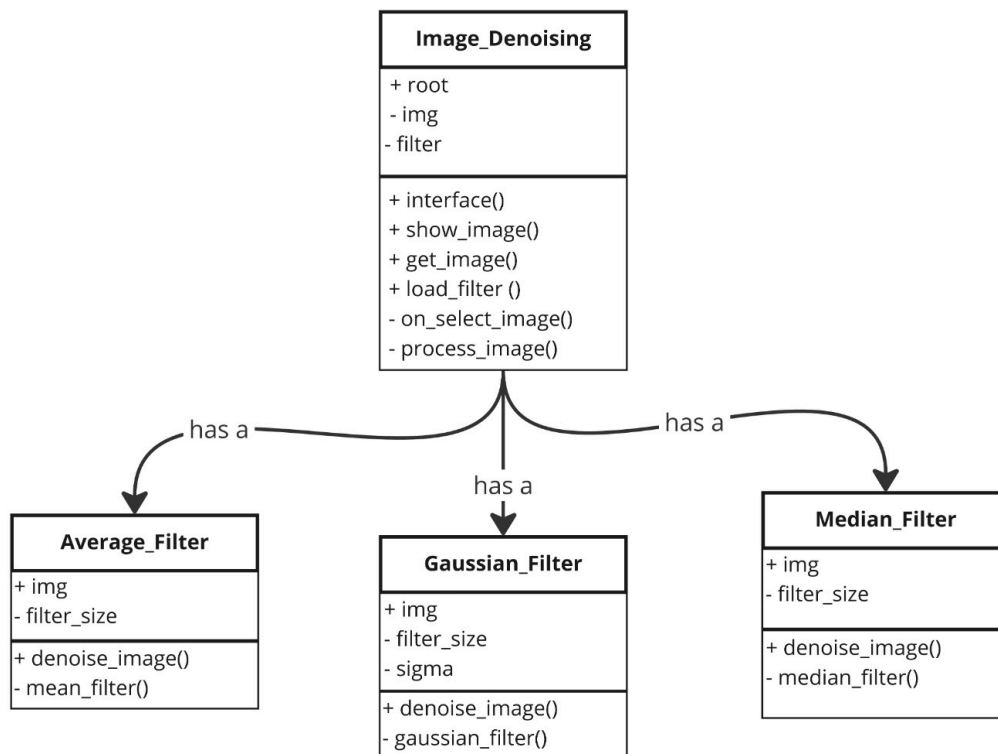 Image_Denoising
+ root
- img
- filter
+ interface()
+ show_image()
+ get_image()
+ load_filter ()
- on_select_image()
- process_image()
has a
has a
has a
Average_Filter
+ img
- filter_size
+ denoise_image()
- mean_filter()
Gaussian_Filter
+ img
- filter_size
- sigma
+ denoise_image()
- gaussian_filter()
Median_Filter
+ img
- filter_size
+ denoise_image()
- median_filter()